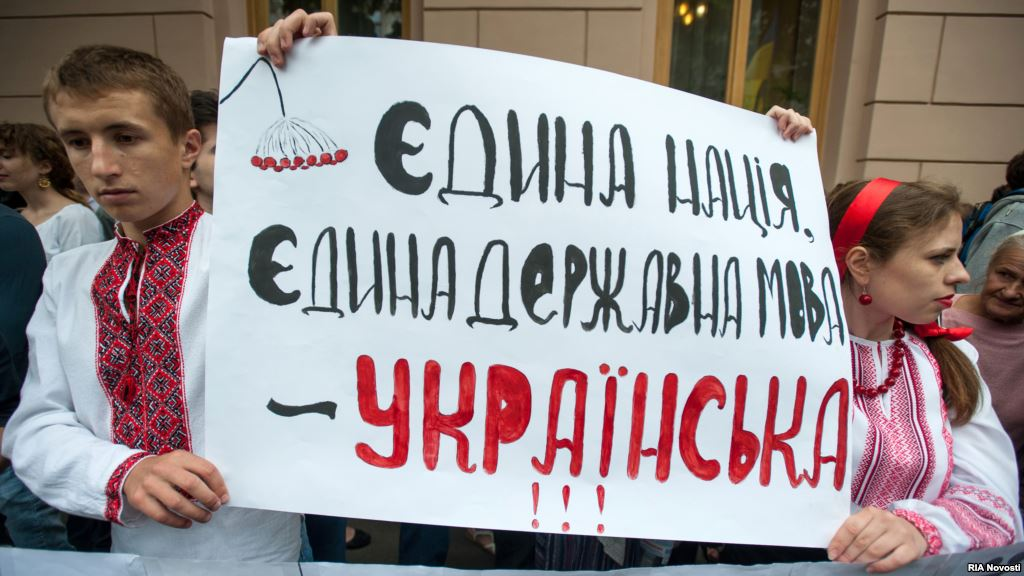 Єдина нація,
Єдина державна мова
– УКРАЇНСЬКА
!!!
RIA Novosti